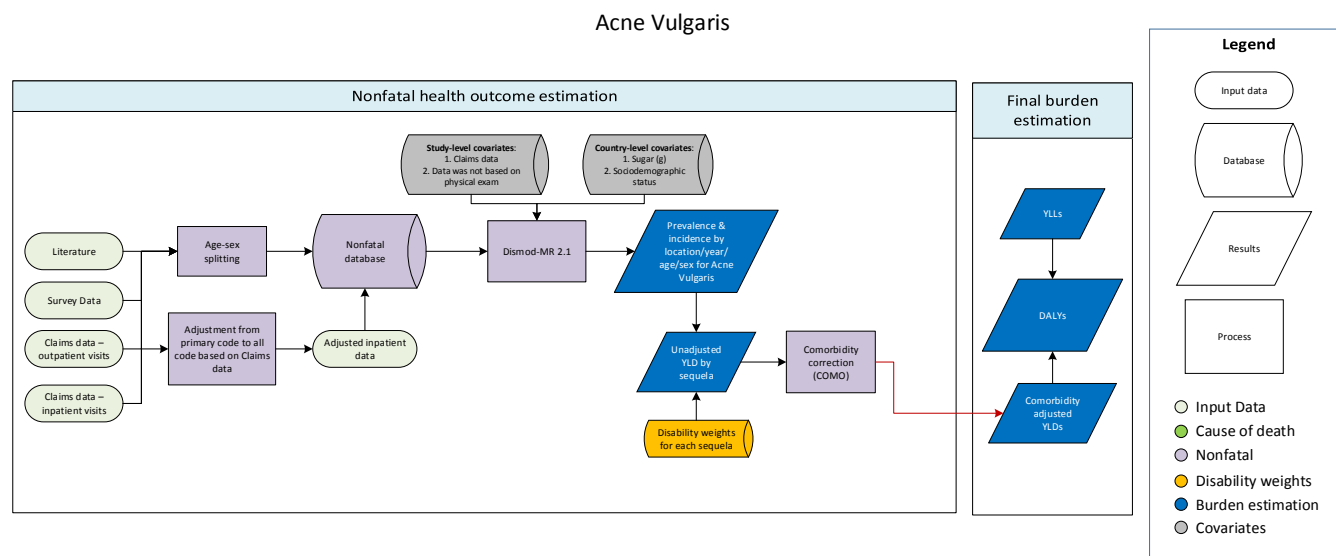 Acne Vulgaris
Nonfatal health outcome estimation
Study-level covariates:
1. Claims data
2. Data was not based on
physical exam
Country-level covariates:
1. Sugar (g)
2. Sociodemographic
status
Literature
Survey Data
Claims data –
outpatient visits
Claims data –
inpatient visits
Age-sex
splitting
Adjustment from
primary code to all
code based on Claims
data
Nonfatal
database
Adjusted inpatient
data
Dismod-MR 2.1
Prevalence &
incidence by
location/year/
age/sex for Acne
Vulgaris
Unadjusted
YLD by
sequela
Disability weights
for each sequela
Comorbidity
correction
(COMO)
Final burden
estimation
YLLs
DALYs
Comorbidity
adjusted
YLDs
Legend
Input data
Database
Results
Process
Input Data
Cause of death
Nonfatal
Disability weights
Burden estimation
Covariates